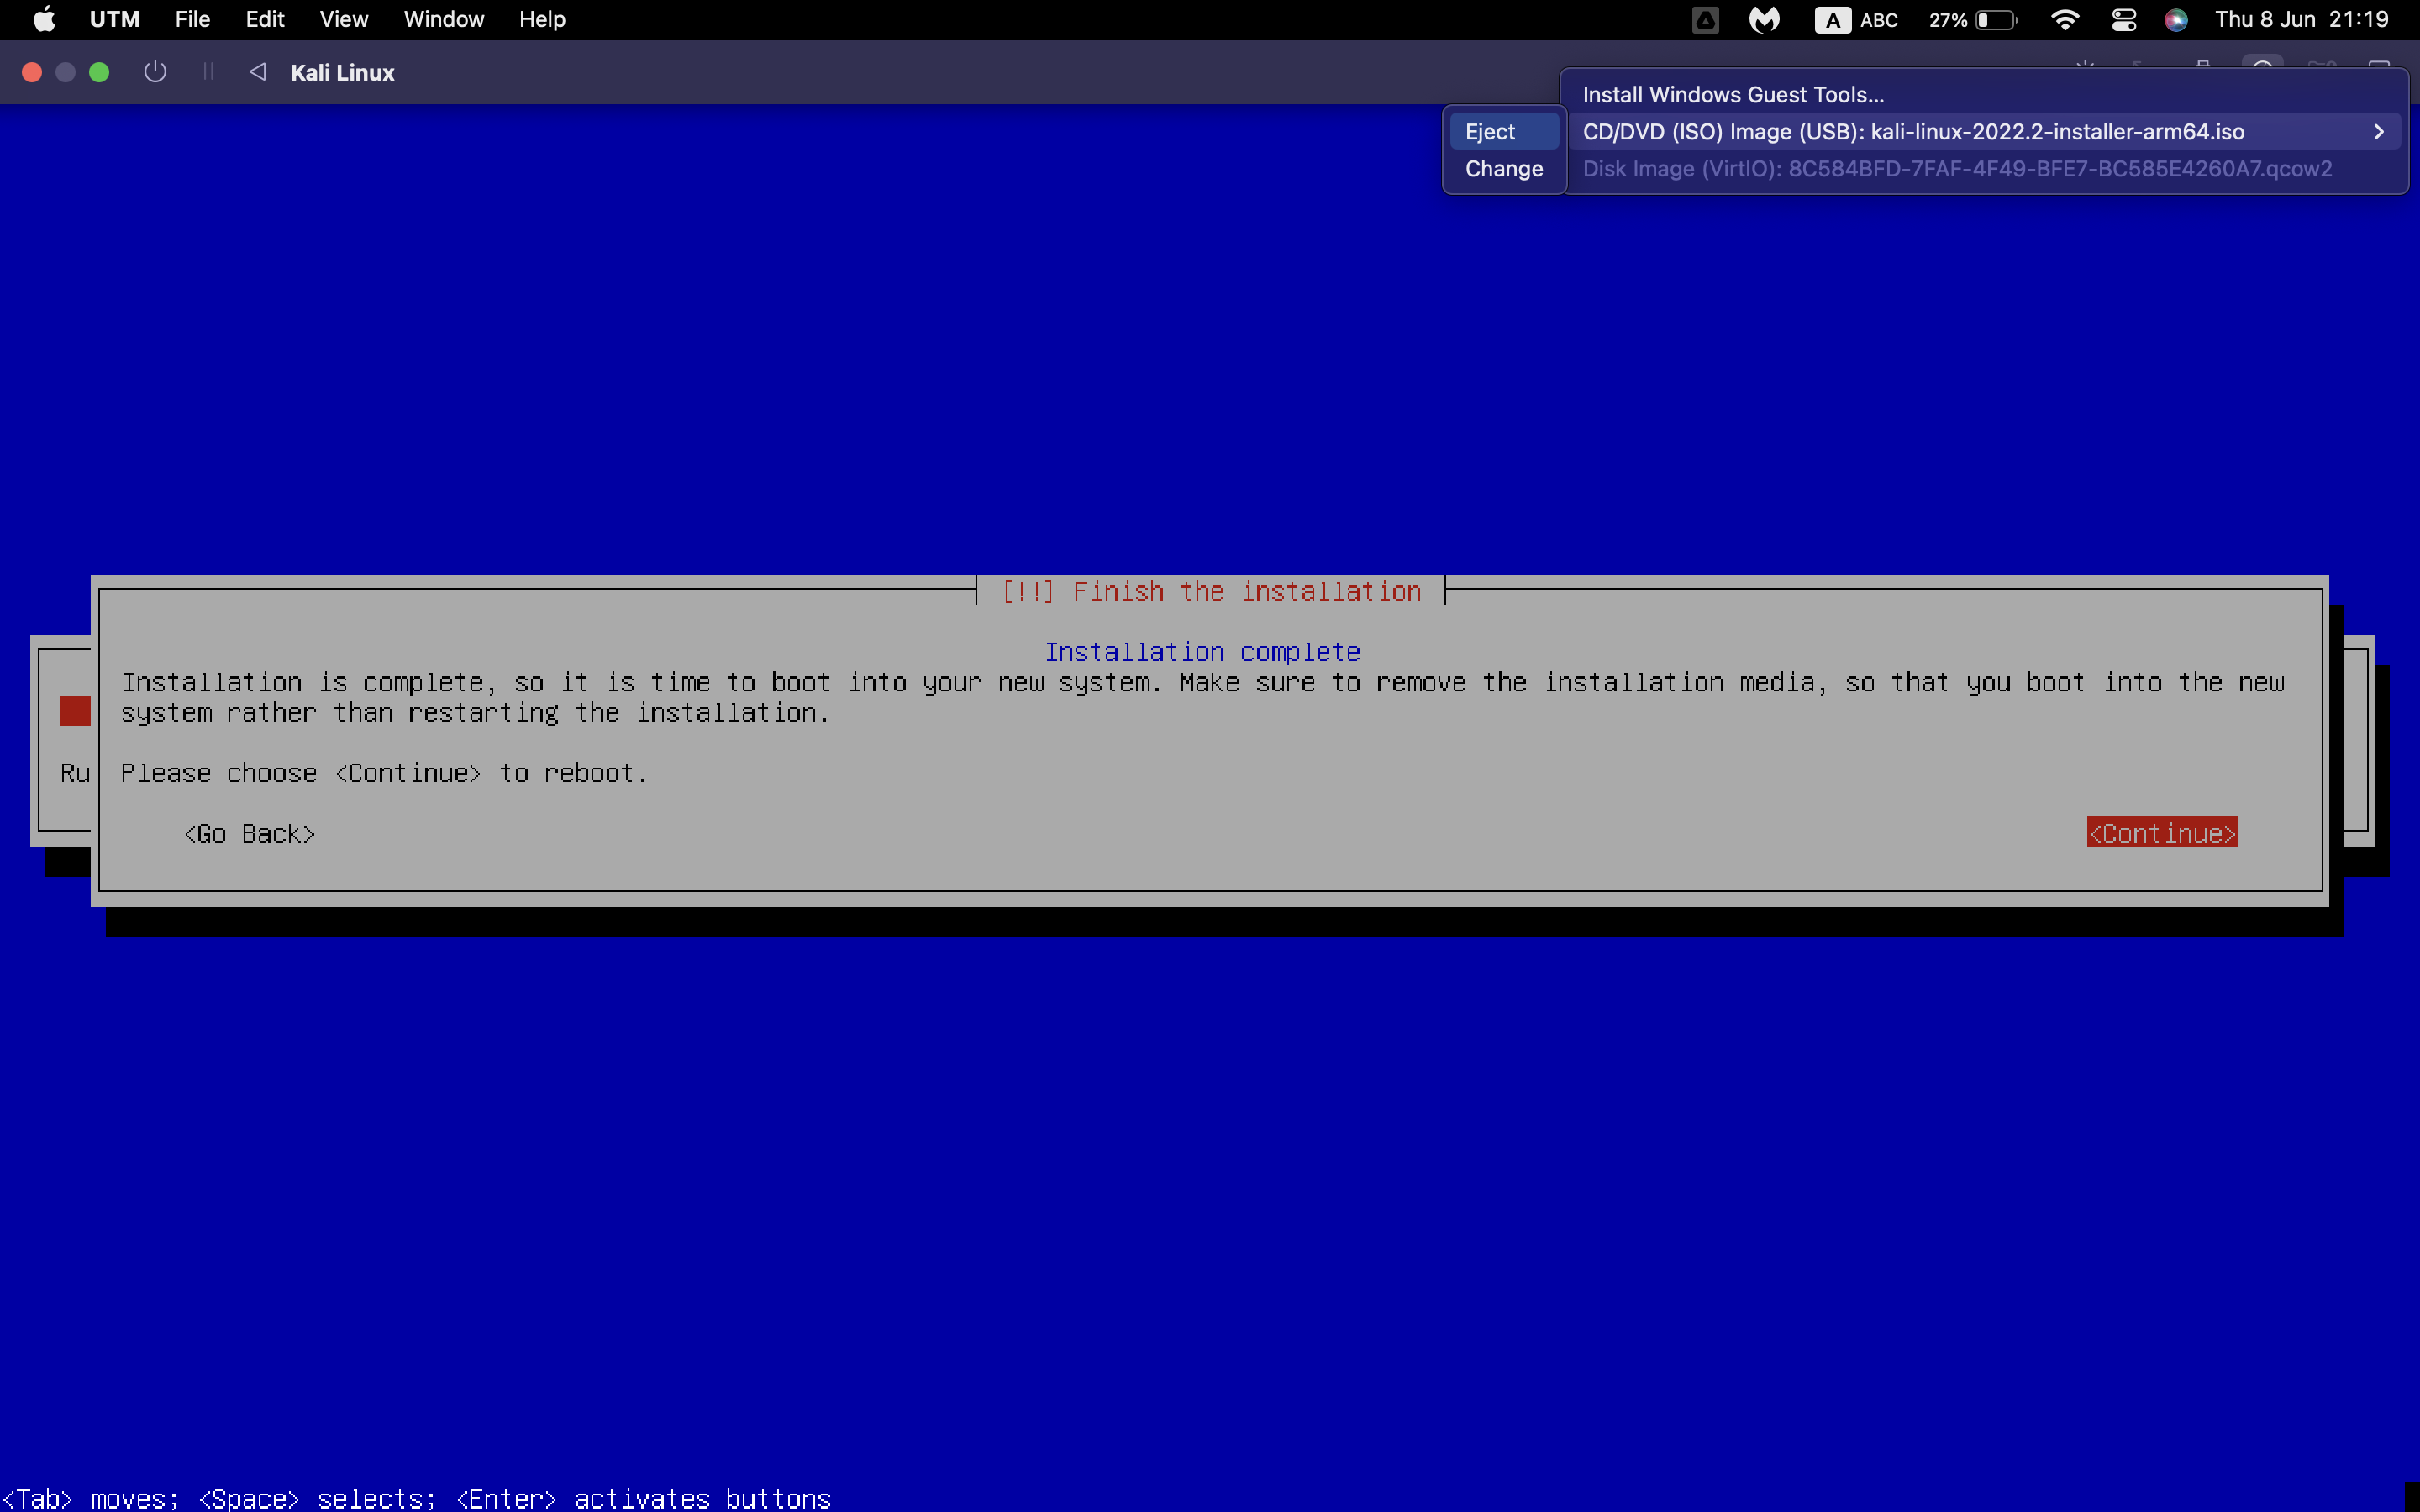 UTM File Edit View Window Help A ABC 27% Thu 8 Jun 21:19
Kali Linux
Install Windows Guest Tools...
Eject CD/DVD (ISO) Image (USB): kali-linux-2022.2-installer-arm64.iso
Change Disk Image (VirtIO): 8C584BFD-7FAF-4F49-BFE7-BC585E4260A7.qcow2
[!!] Finish the installation
Installation complete
Installation is complete, so it is time to boot into your new system. Make sure to remove the installation media, so that you boot into the new
system rather than restarting the installation.
Ru
Please choose <Continue> to reboot.
<Go Back> <Continue>
<Tab> moves; <Space> selects; <Enter> activates buttons